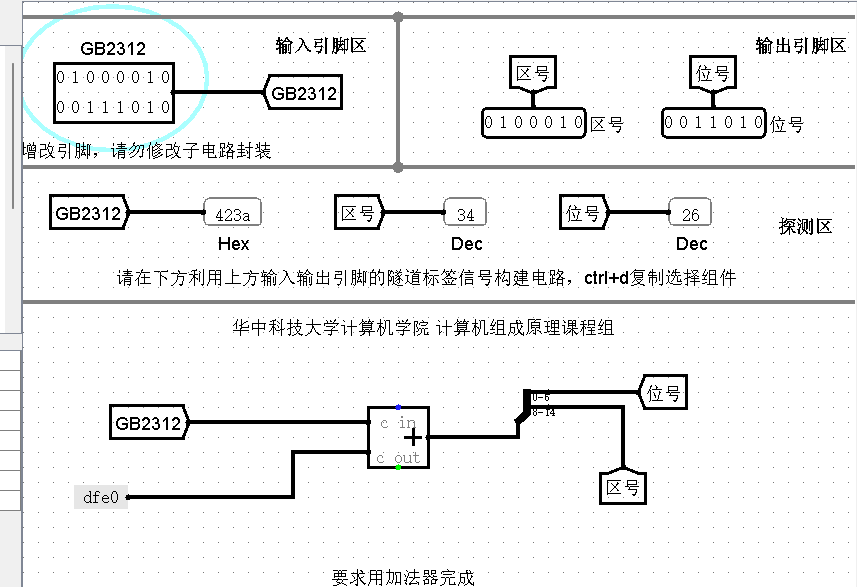 GB2312
0 1 0 0 0 0 1 0
0 0 1 1 1 0 1 0
GB2312
输入引脚区
增改引脚，请勿修改子电路封装
区号
0 1 0 0 0 1 0
区号
位号
0 0 1 1 0 1 0
位号
输出引脚区
GB2312
423a
Hex
区号
34
Dec
位号
26
Dec
探测区
请在下方利用上方输入输出引脚的隧道标签信号构建电路，ctrl+d复制选择组件
华中科技大学计算机学院 计算机组成原理课程组
GB2312
dfe0
c in
+
c out
0-6
8-14
位号
区号
要求用加法器完成